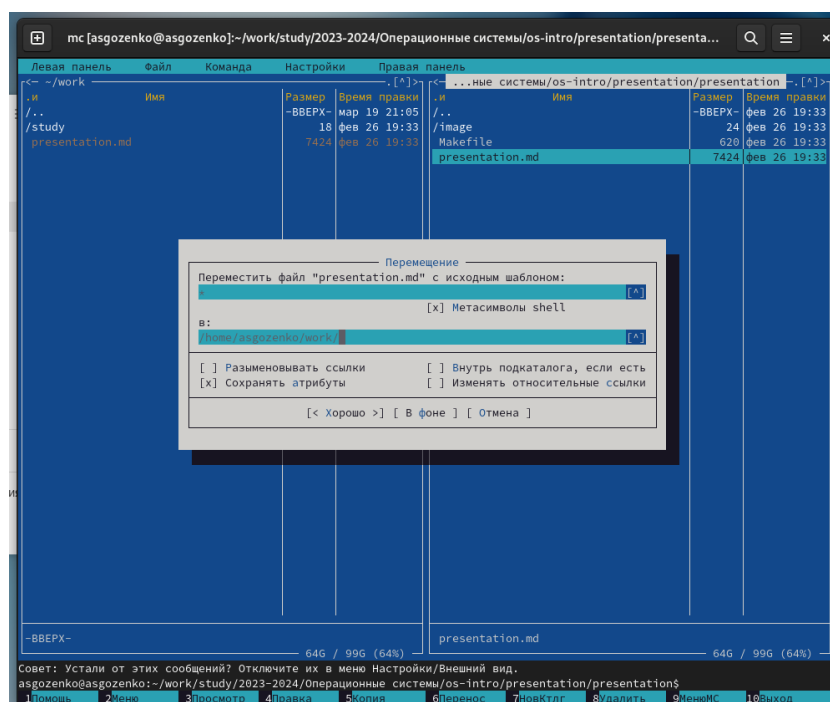 mc [asgozenko@asgozenko]:~/work/study/2023-2024/Операционные системы/os-intro/presentation/presenta...
Левая панель Файл Команда Настройки Правая панель
<— ~/work .[^]> <— ...ные системы/os-intro/presentation/presentation .[^]>
.и Имя Размер Время правки .и Имя Размер Время правки
/.. -ВВЕРХ- мар 19 21:05 /.. -ВВЕРХ- фев 26 19:33
/study 18 фев 26 19:33 /image 24 фев 26 19:33
presentation.md 7424 фев 26 19:33 Makefile 620 фев 26 19:33
presentation.md 7424 фев 26 19:33
Перемещение
Переместить файл "presentation.md" с исходным шаблоном:
* [^]
[x] Метасимволы shell
в:
/home/asgozenko/work/ [^]
[ ] Разыменовывать ссылки [ ] Внутрь подкаталога, если есть
[x] Сохранять атрибуты [ ] Изменять относительные ссылки
[< Хорошо >] [ В фоне ] [ Отмена ]
-ВВЕРХ- presentation.md
64G / 99G (64%) 64G / 99G (64%)
Совет: Устали от этих сообщений? Отключите их в меню Настройки/Внешний вид.
asgozenko@asgozenko:~/work/study/2023-2024/Операционные системы/os-intro/presentation/presentation$
1Помощь 2Меню 3Просмотр 4Правка 5Копия 6Перенос 7НовКтлг 8Удалить 9МенюMC 10Выход